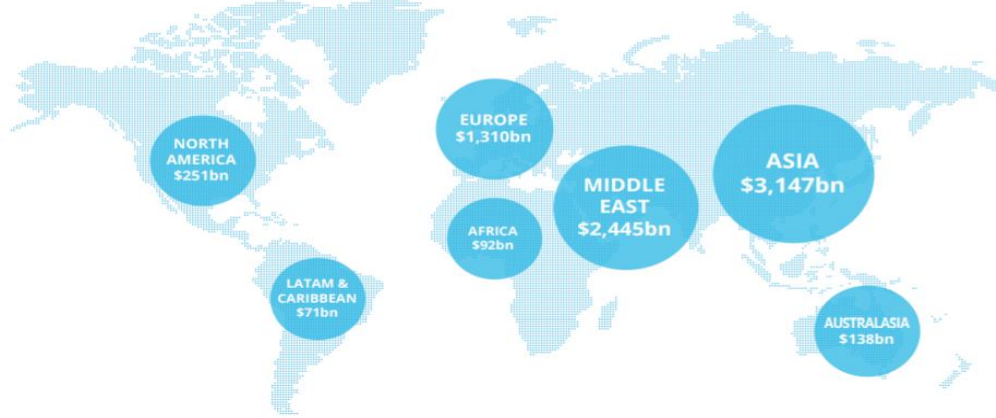 NORTH
AMERICA
$251bn
EUROPE
$1,310bn
ASIA
$3,147bn
MIDDLE
EAST
$2,445bn
AFRICA
$92bn
LATAM &
CARIBBEAN
$71bn
AUSTRALASIA
$138bn